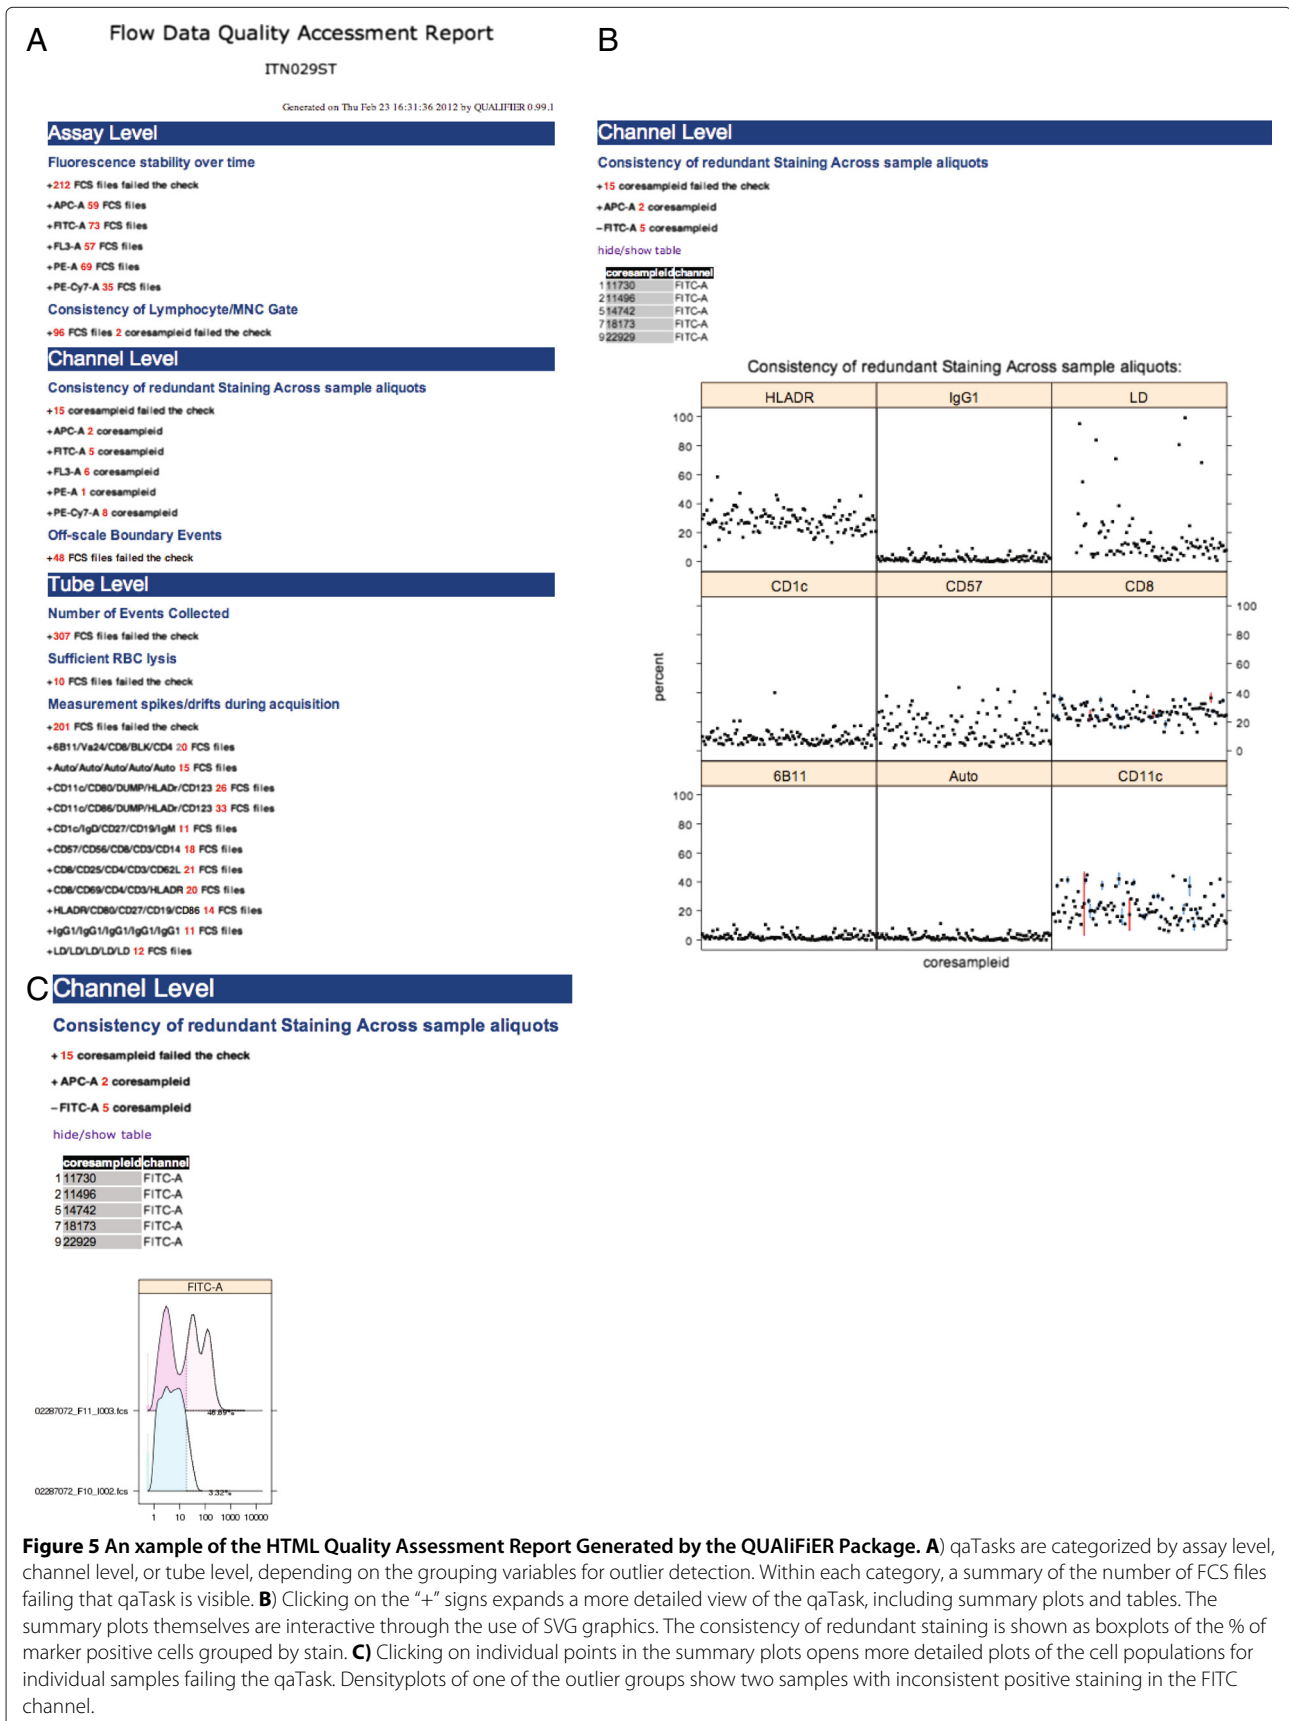 A
Flow Data Quality Accessment Report
ITN029ST
Generated on Thu Feb 23 16:31:36 2012 by QUALIFIER 0.99.1
Assay Level
Fluorescence stability over time
+212 FCS files failed the check
+APC-A 59 FCS files
+FITC-A 73 FCS files
+FL3-A 57 FCS files
+PE-A 69 FCS files
+PE-Cy7-A 35 FCS files
Consistency of Lymphocyte/MNC Gate
+96 FCS files 2 coresampleid failed the check
Channel Level
Consistency of redundant Staining Across sample aliquots
+15 coresampleid failed the check
+APC-A 2 coresampleid
+FITC-A 5 coresampleid
+FL3-A 6 coresampleid
+PE-A 1 coresampleid
+PE-Cy7-A 8 coresampleid
Off-scale Boundary Events
+48 FCS files failed the check
Tube Level
Number of Events Collected
+307 FCS files failed the check
Sufficient RBC lysis
+10 FCS files failed the check
Measurement spikes/drifts during acquisition
+201 FCS files failed the check
+6B11/Va24/CD8/BLK/CD4 20 FCS files
+Auto/Auto/Auto/Auto/Auto 15 FCS files
+CD11c/CD80/DUMP/HLADr/CD123 26 FCS files
+CD11c/CD86/DUMP/HLADr/CD123 33 FCS files
+CD1c/IgD/CD27/CD19/IgM 11 FCS files
+CD57/CD56/CD8/CD3/CD14 18 FCS files
+CD8/CD25/CD4/CD3/CD62L 21 FCS files
+CD8/CD69/CD4/CD3/HLADR 20 FCS files
+HLADR/CD80/CD27/CD19/CD86 14 FCS files
+IgG1/IgG1/IgG1/IgG1/IgG1 11 FCS files
+LD/LD/LD/LD/LD 12 FCS files
B
Channel Level
Consistency of redundant Staining Across sample aliquots
+15 coresampleid failed the check
+APC-A 2 coresampleid
−FITC-A 5 coresampleid
hide/show table
coresampleid channel
1 11730 FITC-A
2 11496 FITC-A
5 14742 FITC-A
7 18173 FITC-A
9 22929 FITC-A
Consistency of redundant Staining Across sample aliquots:
HLADR IgG1 LD
100
80
60
40
20
0
CD1c CD57 CD8
100
80
60
40
20
0
percent
6B11 Auto CD11c
100
80
60
40
20
0
coresampleid
C
Channel Level
Consistency of redundant Staining Across sample aliquots
+ 15 coresampleid failed the check
+ APC-A 2 coresampleid
−FITC-A 5 coresampleid
hide/show table
coresampleid channel
1 11730 FITC-A
2 11496 FITC-A
5 14742 FITC-A
7 18173 FITC-A
9 22929 FITC-A
FITC-A
02287072_F11_I003.fcs
46.69%
02287072_F10_I002.fcs
3.32%
1 10 100 1000 10000
Figure 5 An xample of the HTML Quality Assessment Report Generated by the QUAliFiER Package. A) qaTasks are categorized by assay level,
channel level, or tube level, depending on the grouping variables for outlier detection. Within each category, a summary of the number of FCS files
failing that qaTask is visible. B) Clicking on the “+” signs expands a more detailed view of the qaTask, including summary plots and tables. The
summary plots themselves are interactive through the use of SVG graphics. The consistency of redundant staining is shown as boxplots of the % of
marker positive cells grouped by stain. C) Clicking on individual points in the summary plots opens more detailed plots of the cell populations for
individual samples failing the qaTask. Densityplots of one of the outlier groups show two samples with inconsistent positive staining in the FITC
channel.